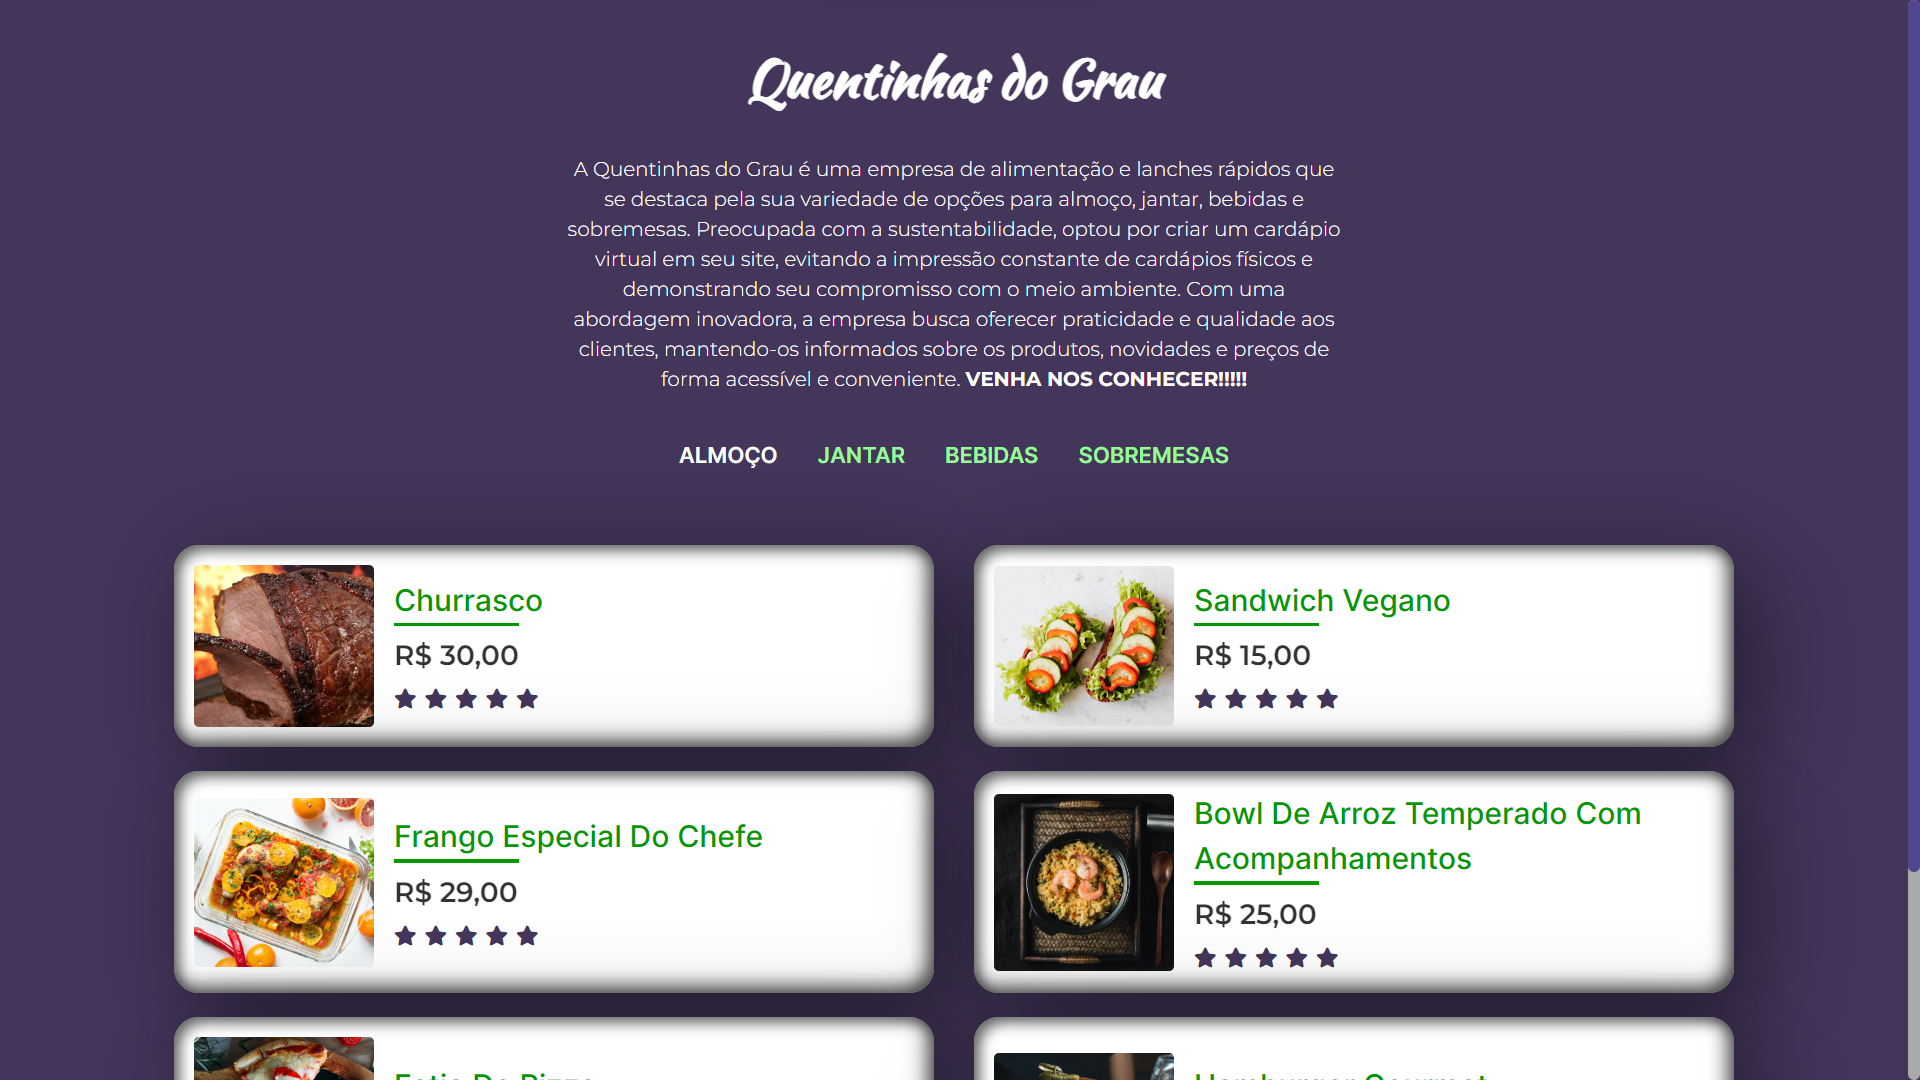 Quentinhas do Grau
A Quentinhas do Grau é uma empresa de alimentação e lanches rápidos que
se destaca pela sua variedade de opções para almoço, jantar, bebidas e
sobremesas. Preocupada com a sustentabilidade, optou por criar um cardápio
virtual em seu site, evitando a impressão constante de cardápios físicos e
demonstrando seu compromisso com o meio ambiente. Com uma
abordagem inovadora, a empresa busca oferecer praticidade e qualidade aos
clientes, mantendo-os informados sobre os produtos, novidades e preços de
forma acessível e conveniente. VENHA NOS CONHECER!!!!!
ALMOÇO JANTAR BEBIDAS SOBREMESAS
Churrasco
R$ 30,00
Sandwich Vegano
R$ 15,00
Frango Especial Do Chefe
R$ 29,00
Bowl De Arroz Temperado Com
Acompanhamentos
R$ 25,00
Fatia De Pizza
Hamburger Gourmet